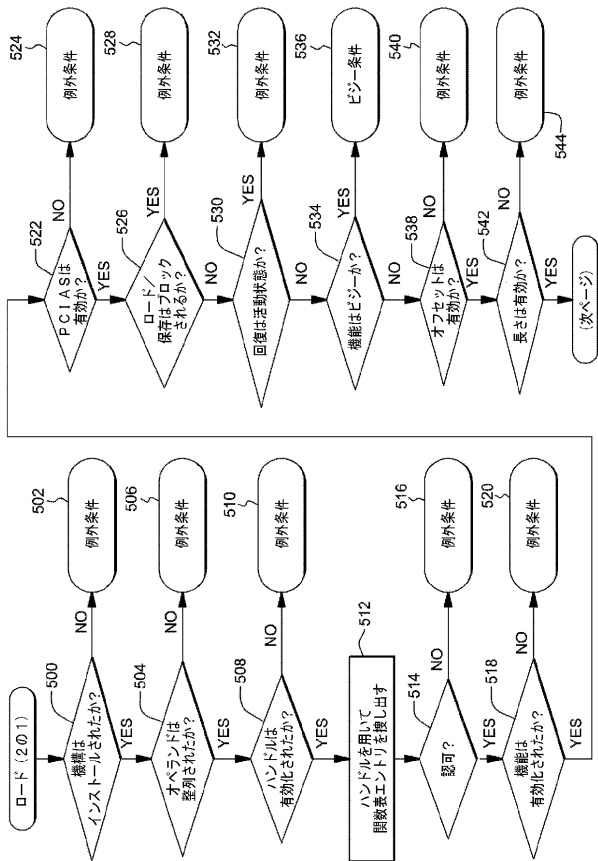 ロード（2の1）
500
機構は
インストールされたか？
NO
502
例外条件
YES
504
オペランドは
整列されたか？
NO
506
例外条件
YES
508
ハンドルは
有効化されたか？
NO
510
例外条件
YES
512
ハンドルを用いて
関数表エントリを捜し出す
514
認可？
NO
516
例外条件
YES
518
機能は
有効化されたか？
NO
520
例外条件
YES
522
PCIASは
有効か？
NO
524
例外条件
YES
526
ロード／
保存はブロック
されるか？
YES
528
例外条件
NO
530
回復は活動状態か？
YES
532
例外条件
NO
534
機能はビジーか？
YES
536
ビジー条件
NO
538
オフセットは
有効か？
NO
540
例外条件
YES
542
長さは有効か？
NO
544
例外条件
YES
（次ページ）